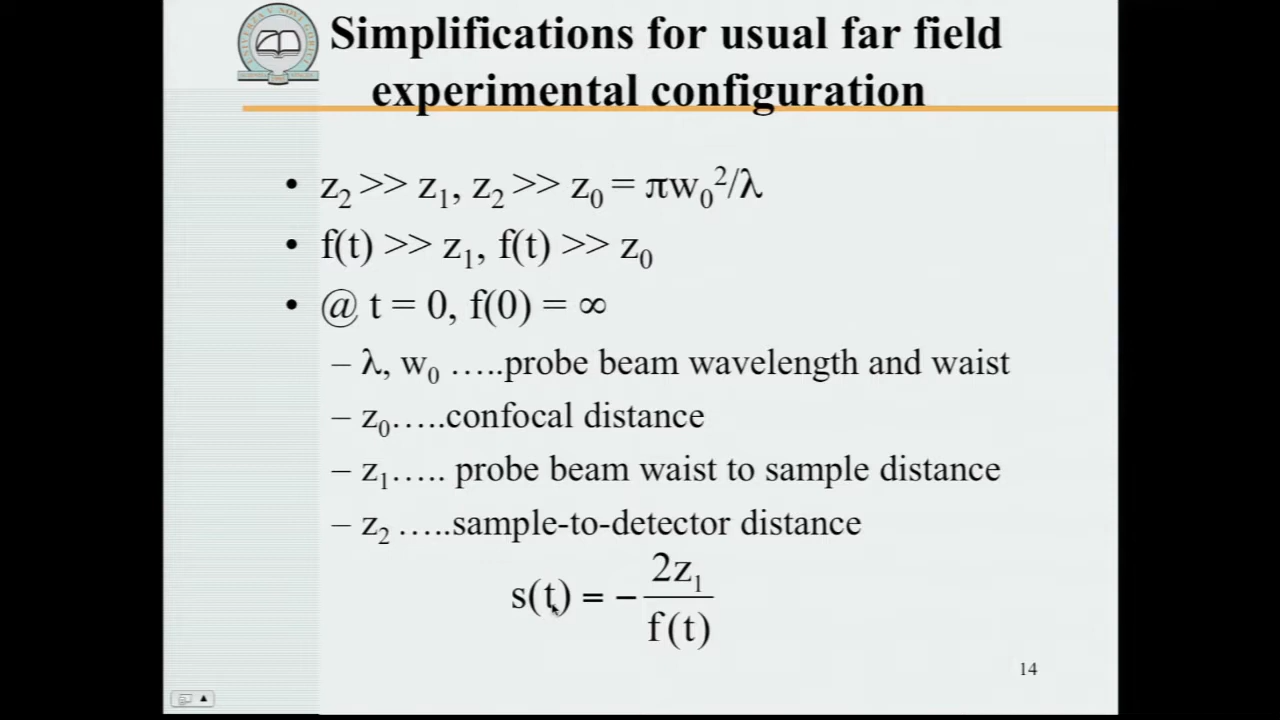 Simplifications for usual far field
experimental configuration
• z₂ >> z₁, z₂ >> z₀ = πw₀²/λ
• f(t) >> z₁, f(t) >> z₀
• @ t = 0, f(0) = ∞
– λ, w₀ …..probe beam wavelength and waist
– z₀…..confocal distance
– z₁….. probe beam waist to sample distance
– z₂ …..sample-to-detector distance
s(t) = − 2z₁ / f(t)
14